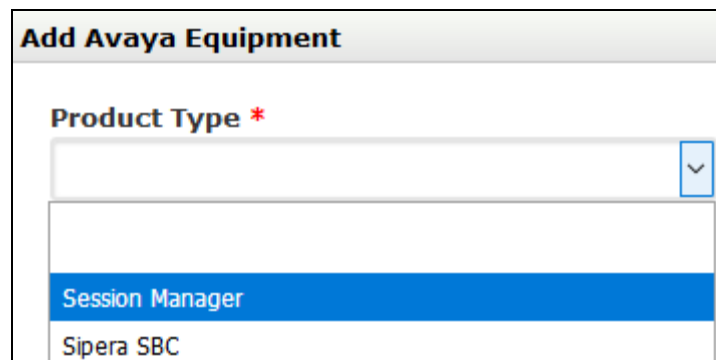 Add Avaya Equipment
Product Type *
Session Manager
Sipera SBC